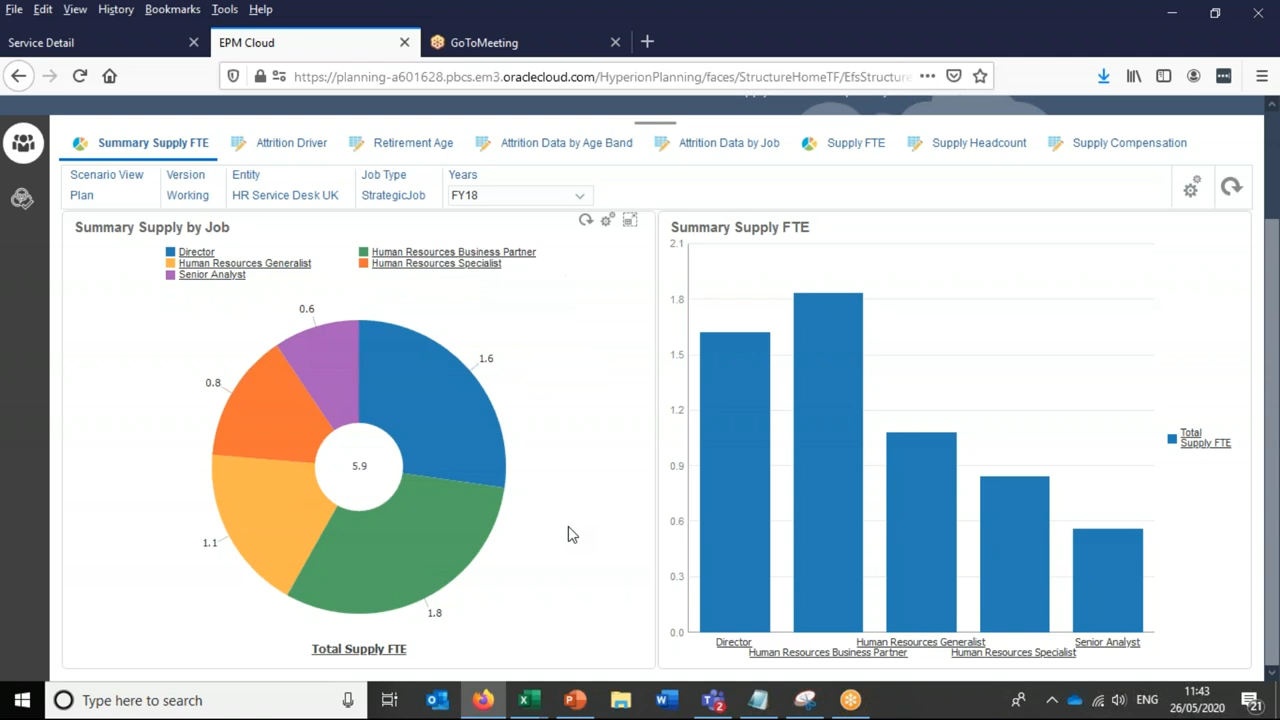 File Edit View History Bookmarks Tools Help
Service Detail EPM Cloud GoToMeeting
https://planning-a601628.pbcs.em3.oraclecloud.com/HyperionPlanning/faces/StructureHomeTF/EfsStructure
Summary Supply FTE Attrition Driver Retirement Age Attrition Data by Age Band Attrition Data by Job Supply FTE Supply Headcount Supply Compensation
Scenario View Version Entity Job Type Years
Plan Working HR Service Desk UK StrategicJob FY18
Summary Supply by Job
Director Human Resources Business Partner
Human Resources Generalist Human Resources Specialist
Senior Analyst
0.6
1.6
0.8
5.9
1.1
1.8
Total Supply FTE
Summary Supply FTE
2.1
1.8
1.5
1.2
0.9
0.6
0.3
0.0
Total
Supply FTE
Director Human Resources Generalist Senior Analyst
Human Resources Business Partner Human Resources Specialist
Type here to search
2
ENG
11:43
26/05/2020
21